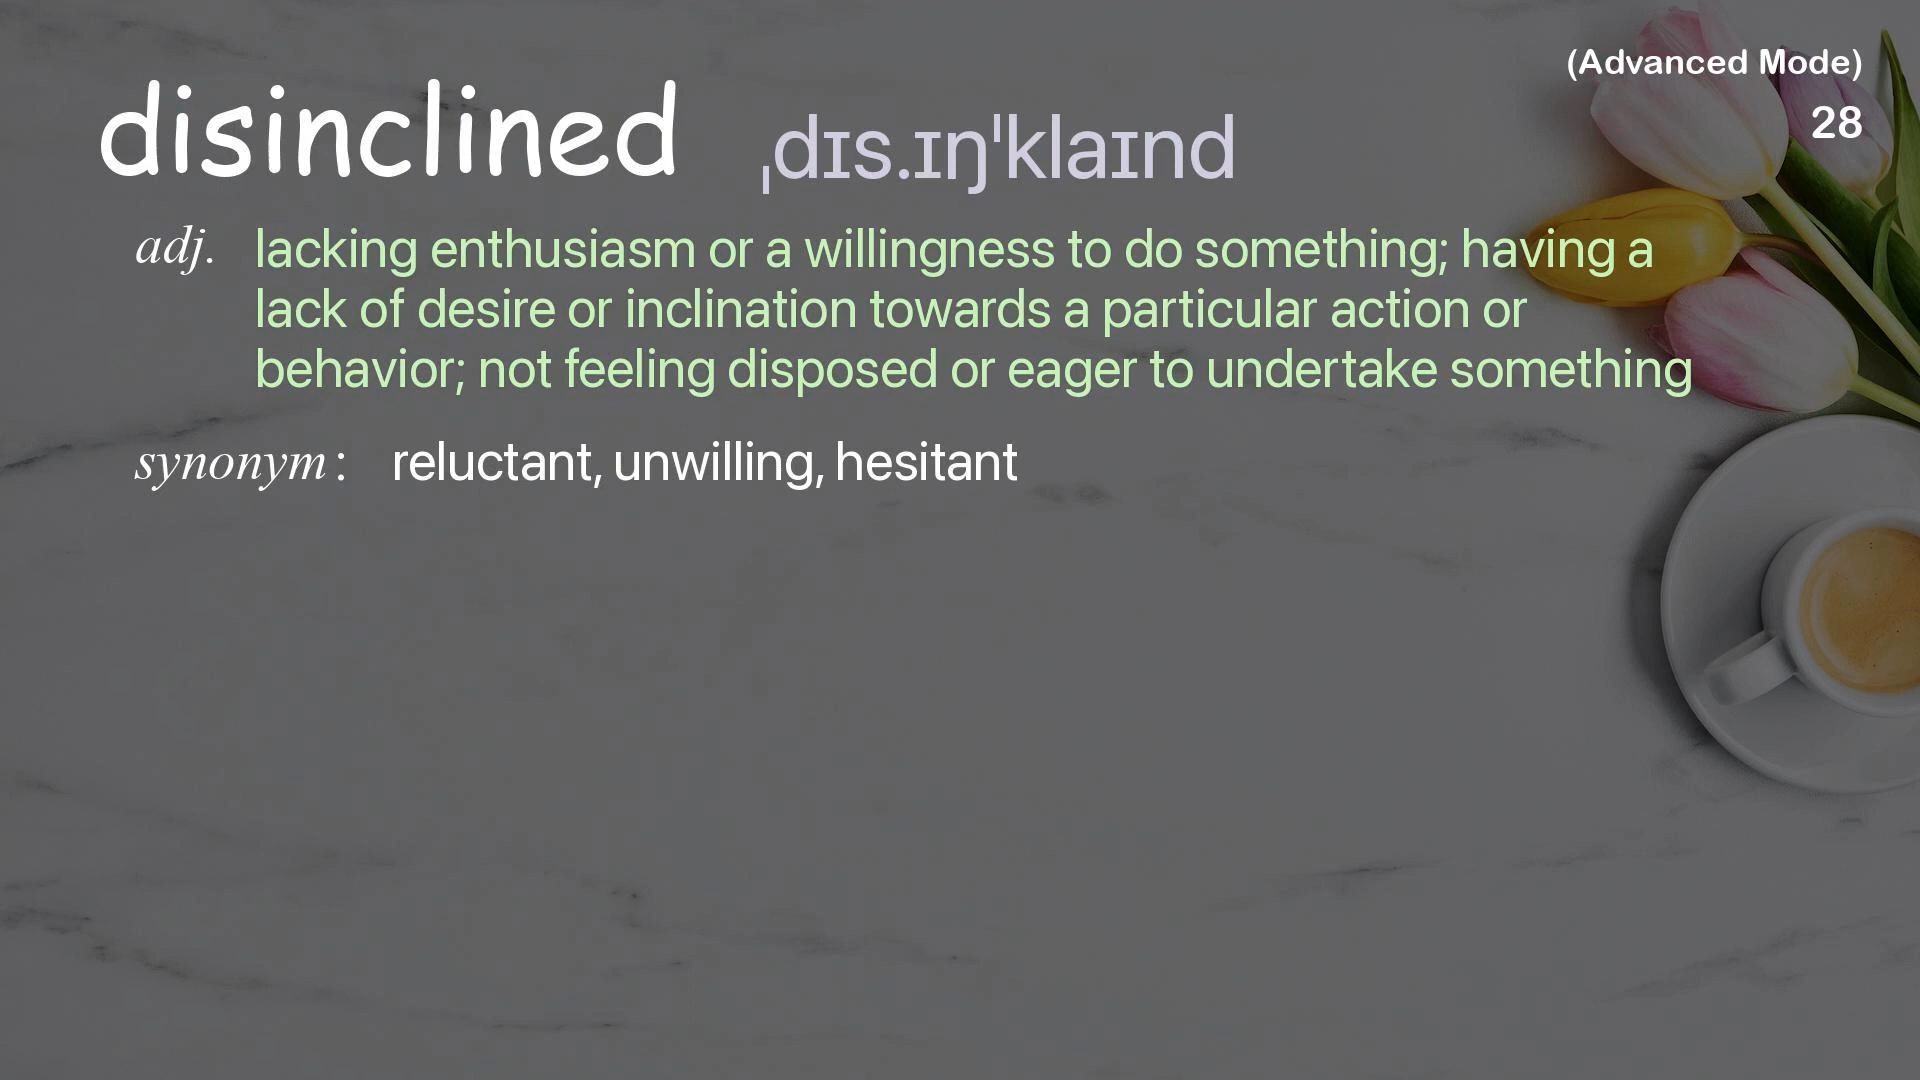 (Advanced Mode)
28
disinclined ˌdɪs.ɪŋˈklaɪnd
adj. lacking enthusiasm or a willingness to do something; having a
lack of desire or inclination towards a particular action or
behavior; not feeling disposed or eager to undertake something
synonym: reluctant, unwilling, hesitant